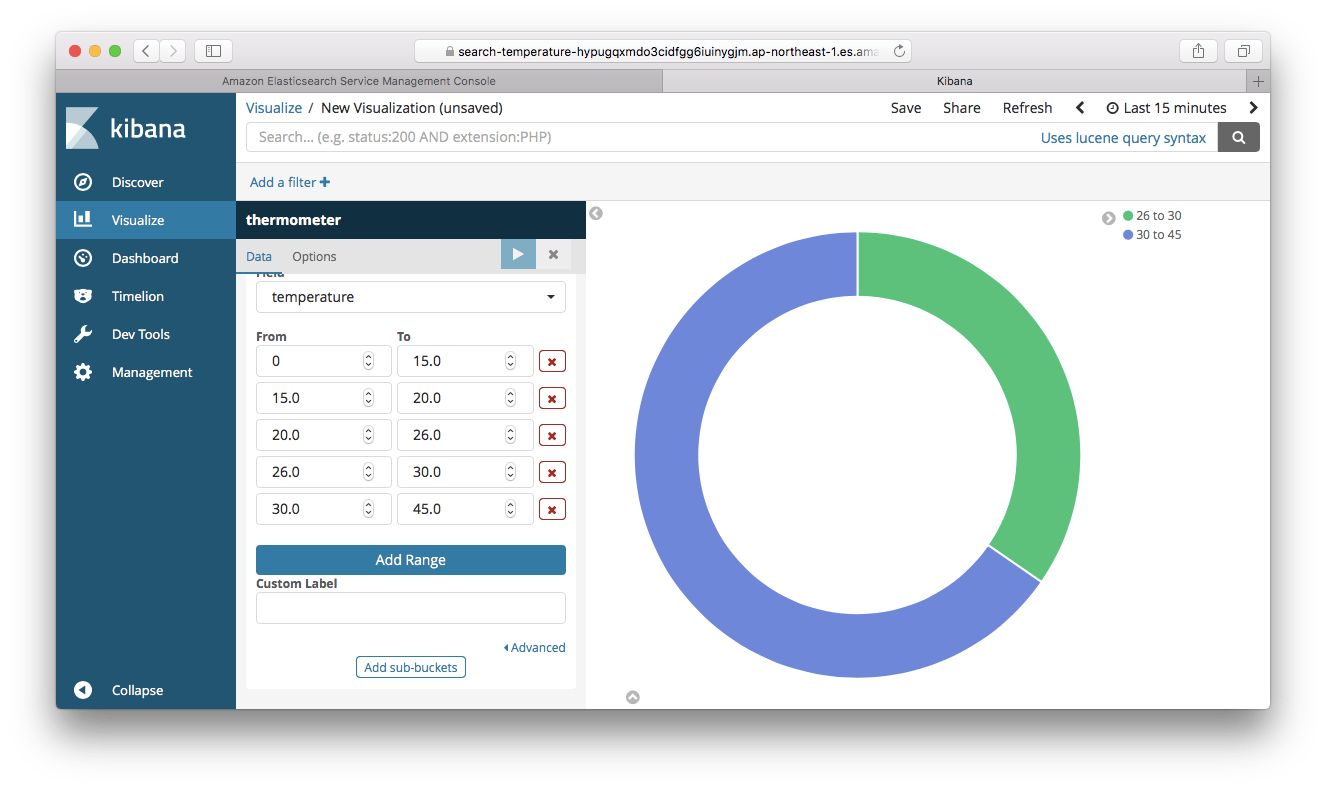 search-temperature-hypugqxmdo3cidfgg6iuinygjm.ap-northeast-1.es.ama
Amazon Elasticsearch Service Management Console
Kibana
kibana
Discover
Visualize
Dashboard
Timelion
Dev Tools
Management
Collapse
Visualize / New Visualization (unsaved)
Save Share Refresh Last 15 minutes
Search... (e.g. status:200 AND extension:PHP)
Uses lucene query syntax
Add a filter
thermometer
Data Options
Field
temperature
From To
0 15.0
15.0 20.0
20.0 26.0
26.0 30.0
30.0 45.0
Add Range
Custom Label
Advanced
Add sub-buckets
26 to 30
30 to 45